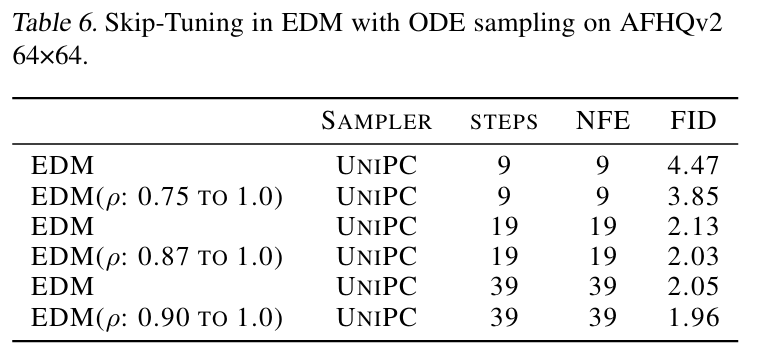 Table 6. Skip-Tuning in EDM with ODE sampling on AFHQv2
64×64.
SAMPLER STEPS NFE FID
EDM UNIPC 9 9 4.47
EDM(ρ: 0.75 TO 1.0) UNIPC 9 9 3.85
EDM UNIPC 19 19 2.13
EDM(ρ: 0.87 TO 1.0) UNIPC 19 19 2.03
EDM UNIPC 39 39 2.05
EDM(ρ: 0.90 TO 1.0) UNIPC 39 39 1.96